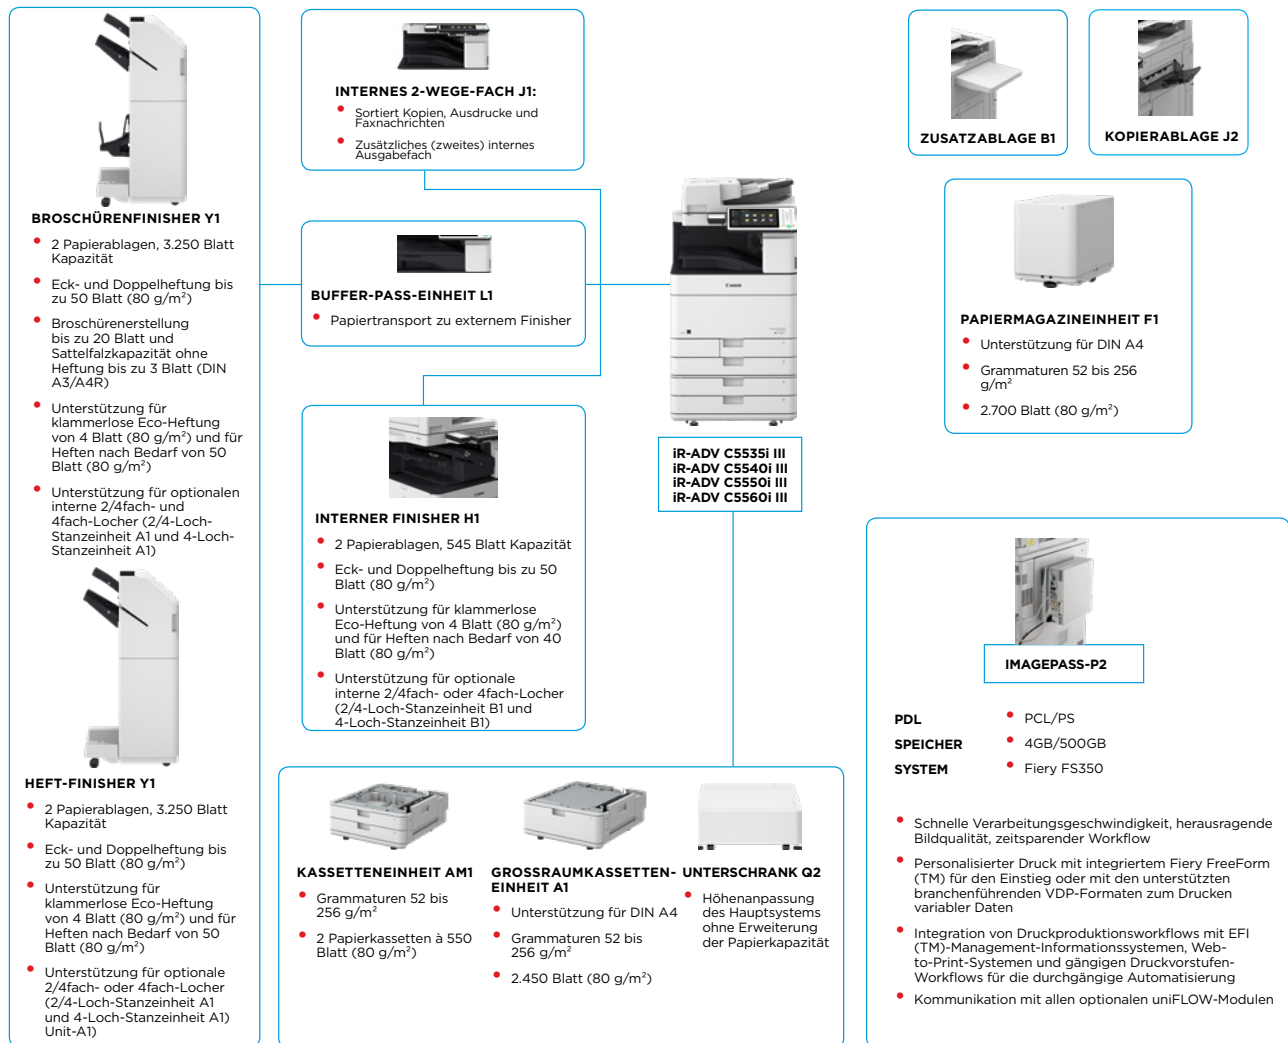 BROSCHÜRENFINISHER Y1
2 Papierablagen, 3.250 Blatt
Kapazität
Eck- und Doppelheftung bis
zu 50 Blatt (80 g/m²)
Broschürenerstellung
bis zu 20 Blatt und
Sattelfalzkapazität ohne
Heftung bis zu 3 Blatt (DIN
A3/A4R)
Unterstützung für
klammerlose Eco-Heftung
von 4 Blatt (80 g/m²) und für
Heften nach Bedarf von 50
Blatt (80 g/m²)
Unterstützung für optionalen
interne 2/4fach- und
4fach-Locher (2/4-Loch-
Stanzeinheit A1 und 4-Loch-
Stanzeinheit A1)
HEFT-FINISHER Y1
2 Papierablagen, 3.250 Blatt
Kapazität
Eck- und Doppelheftung bis
zu 50 Blatt (80 g/m²)
Unterstützung für
klammerlose Eco-Heftung
von 4 Blatt (80 g/m²) und für
Heften nach Bedarf von 50
Blatt (80 g/m²)
Unterstützung für optionale
2/4fach- oder 4fach-Locher
(2/4-Loch-Stanzeinheit A1
und 4-Loch-Stanzeinheit A1)
Unit-A1)
INTERNES 2-WEGE-FACH J1:
Sortiert Kopien, Ausdrucke und
Faxnachrichten
Zusätzliches (zweites) internes
Ausgabefach
BUFFER-PASS-EINHEIT L1
Papiertransport zu externem Finisher
INTERNER FINISHER H1
2 Papierablagen, 545 Blatt Kapazität
Eck- und Doppelheftung bis zu 50
Blatt (80 g/m²)
Unterstützung für klammerlose
Eco-Heftung von 4 Blatt (80 g/m²)
und für Heften nach Bedarf von 40
Blatt (80 g/m²)
Unterstützung für optionale
interne 2/4fach- oder 4fach-Locher
(2/4-Loch-Stanzeinheit B1 und
4-Loch-Stanzeinheit B1)
Canon
iR-ADV C5535i III
iR-ADV C5540i III
iR-ADV C5550i III
iR-ADV C5560i III
KASSETTENEINHEIT AM1
Grammaturen 52 bis
256 g/m²
2 Papierkassetten à 550
Blatt (80 g/m²)
GROSSRAUMKASSETTEN-
EINHEIT A1
Unterstützung für DIN A4
Grammaturen 52 bis
256 g/m²
2.450 Blatt (80 g/m²)
UNTERSCHRANK Q2
Höhenanpassung
des Hauptsystems
ohne Erweiterung
der Papierkapazität
ZUSATZABLAGE B1
KOPIERABLAGE J2
PAPIERMAGAZINEINHEIT F1
Unterstützung für DIN A4
Grammaturen 52 bis 256
g/m²
2.700 Blatt (80 g/m²)
IMAGEPASS-P2
PDL PCL/PS
SPEICHER 4GB/500GB
SYSTEM Fiery FS350
Schnelle Verarbeitungsgeschwindigkeit, herausragende
Bildqualität, zeitsparender Workflow
Personalisierter Druck mit integriertem Fiery FreeForm
(TM) für den Einstieg oder mit den unterstützten
branchenführenden VDP-Formaten zum Drucken
variabler Daten
Integration von Druckproduktionsworkflows mit EFI
(TM)-Management-Informationssystemen, Web-
to-Print-Systemen und gängigen Druckvorstufen-
Workflows für die durchgängige Automatisierung
Kommunikation mit allen optionalen uniFLOW-Modulen